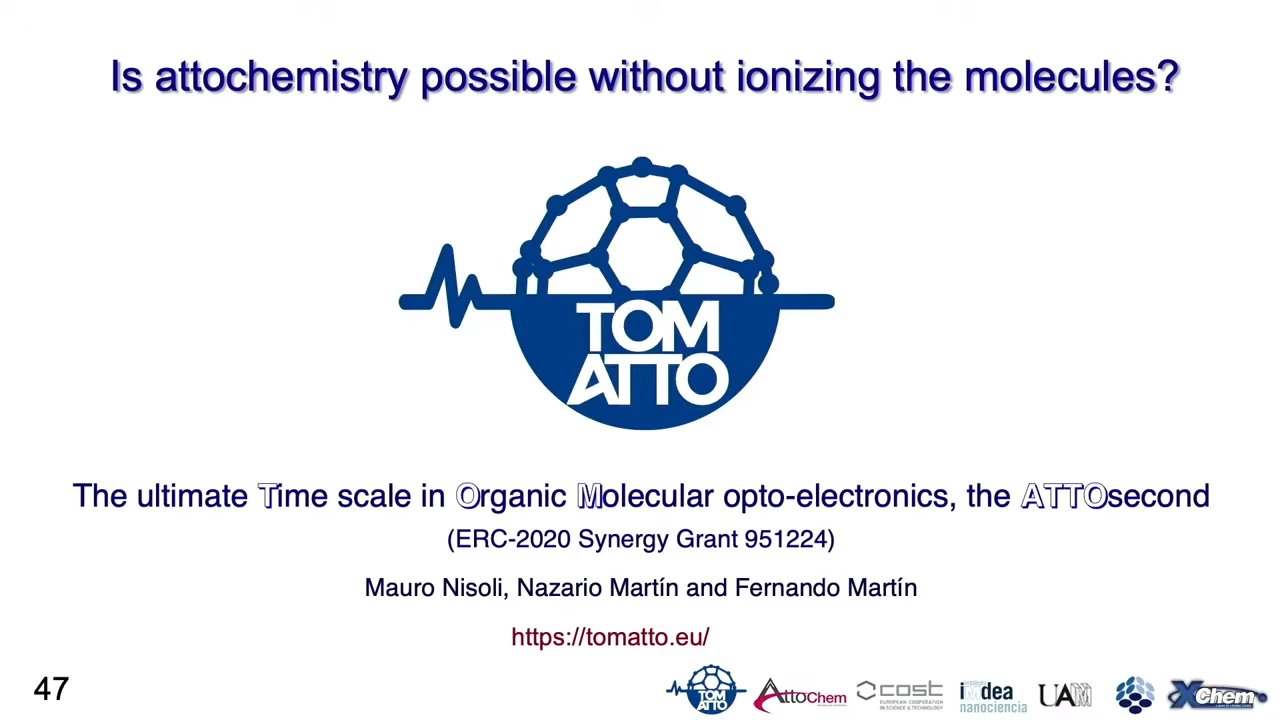 Is attochemistry possible without ionizing the molecules?
TOM
ATTO
The ultimate Time scale in Organic Molecular opto-electronics, the ATTOsecond
(ERC-2020 Synergy Grant 951224)
Mauro Nisoli, Nazario Martín and Fernando Martín
https://tomatto.eu/
47
TOM
ATTO
AttoChem
cost
EUROPEAN COOPERATION
IN SCIENCE & TECHNOLOGY
instituto
iMdea
nanociencia
UAM
XChem